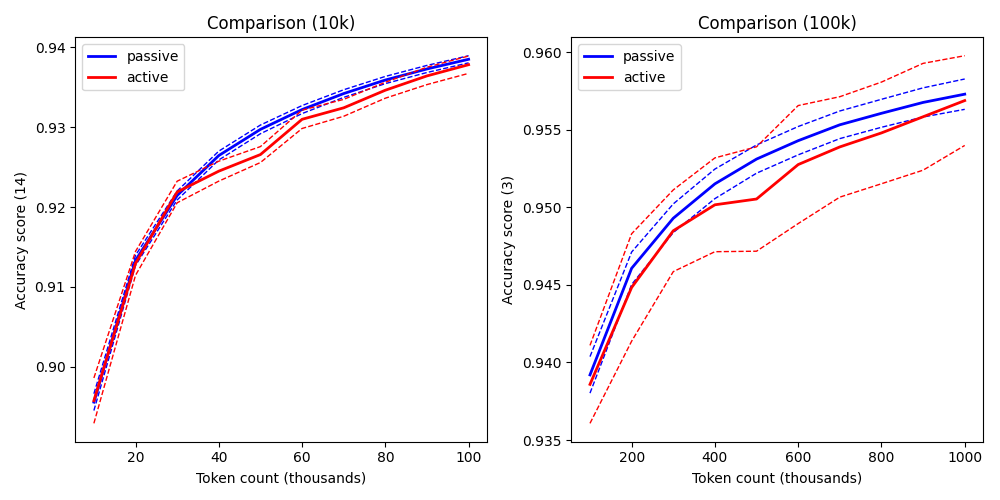 Comparison (10k)
passive
active
0.94
0.93
0.92
0.91
0.90
Accuracy score (14)
20
40
60
80
100
Token count (thousands)
Comparison (100k)
passive
active
0.960
0.955
0.950
0.945
0.940
0.935
Accuracy score (3)
200
400
600
800
1000
Token count (thousands)